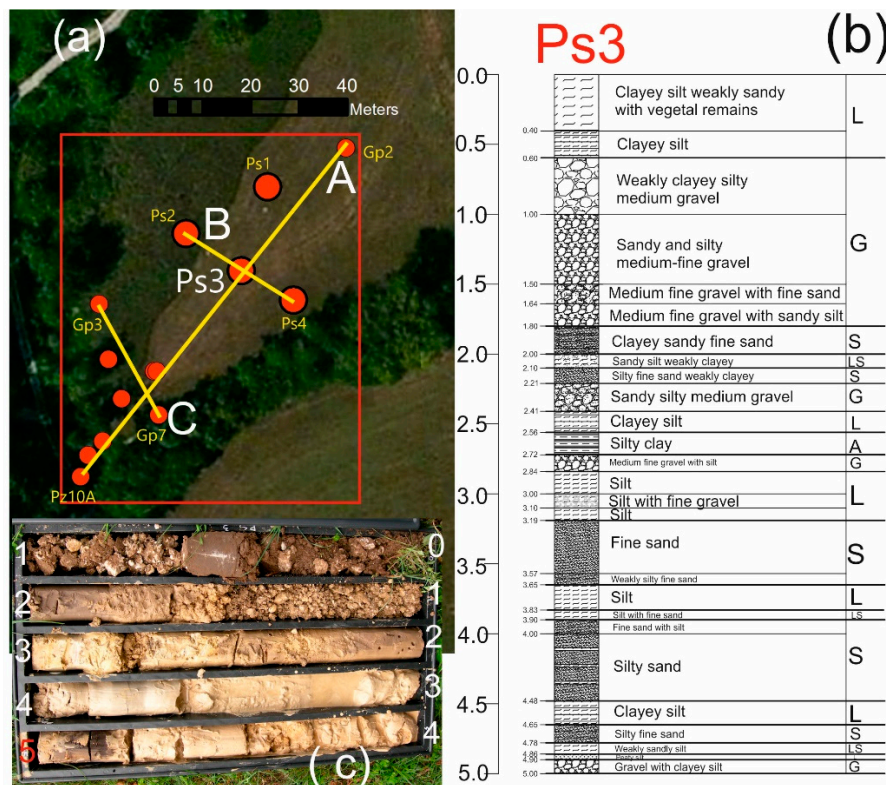 (a)
0 5 10 20 30 40
Meters
A
Gp2
Ps1
Ps2
B
Ps3
Ps4
Gp3
C
Gp7
Pz10A
1 0
2 1
3 2
4 3
5 4
(c)
Ps3
(b)
0.0
0.5
1.0
1.5
2.0
2.5
3.0
3.5
4.0
4.5
5.0
Clayey silt weakly sandy
with vegetal remains
L
0.40
Clayey silt
0.60
Weakly clayey silty
medium gravel
1.00
G
Sandy and silty
medium-fine gravel
1.50
Medium fine gravel with fine sand
1.64
Medium fine gravel with sandy silt
1.80
Clayey sandy fine sand
S
2.00
Sandy silt weakly clayey
LS
2.10
Silty fine sand weakly clayey
S
2.21
Sandy silty medium gravel
G
2.41
Clayey silt
L
2.56
Silty clay
A
2.72
Medium fine gravel with silt
G
2.84
Silt
L
3.00
Silt with fine gravel
3.10
Silt
3.19
Fine sand
S
3.57
Weakly silty fine sand
3.65
Silt
L
3.83
Silt with fine sand
LS
3.90
Fine sand with silt
4.00
S
Silty sand
4.48
Clayey silt
L
4.65
Silty fine sand
S
4.78
Weakly sandly silt
LS
4.86
4.90
Gravel with clayey silt
G
5.00